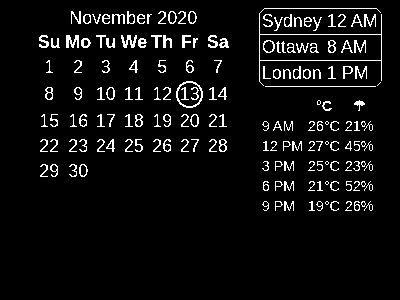 November 2020
Su Mo Tu We Th Fr Sa
1 2 3 4 5 6 7
8 9 10 11 12 13 14
15 16 17 18 19 20 21
22 23 24 25 26 27 28
29 30
Sydney 12 AM
Ottawa 8 AM
London 1 PM
°C ☂
9 AM 26°C 21%
12 PM 27°C 45%
3 PM 25°C 23%
6 PM 21°C 52%
9 PM 19°C 26%